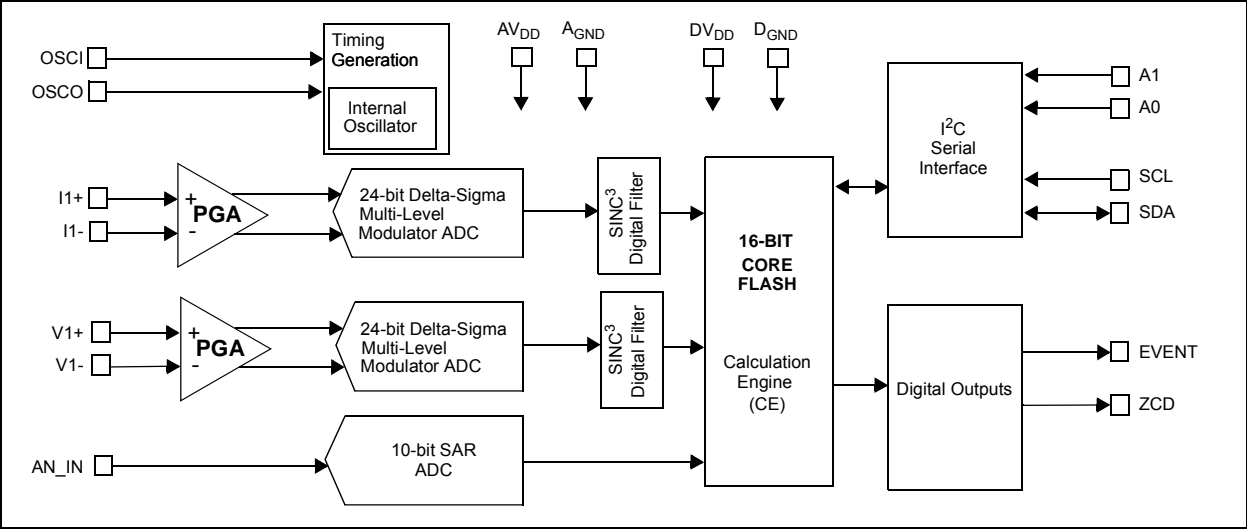 OSCI
OSCO
Timing
Generation
Internal
Oscillator
AVDD
AGND
DVDD
DGND
A1
A0
I2C
Serial
Interface
SCL
SDA
I1+
I1-
+
PGA
-
24-bit Delta-Sigma
Multi-Level
Modulator ADC
SINC3
Digital Filter
16-BIT
CORE
FLASH
Calculation
Engine
(CE)
V1+
V1-
+
PGA
-
24-bit Delta-Sigma
Multi-Level
Modulator ADC
SINC3
Digital Filter
Digital Outputs
EVENT
ZCD
AN_IN
10-bit SAR
ADC